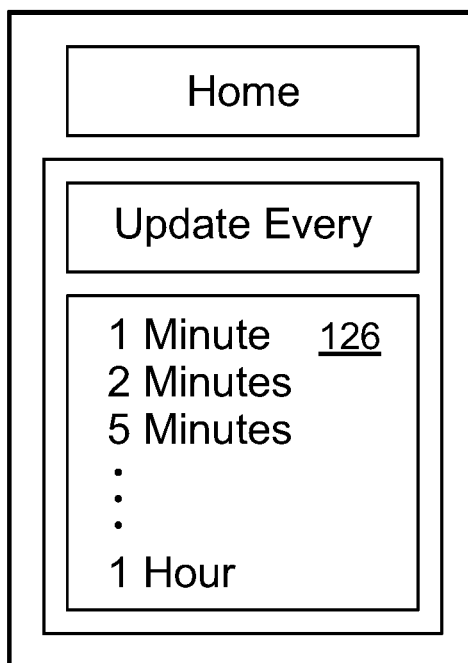 Home
Update Every
1 Minute 126
2 Minutes
5 Minutes
.
.
.
1 Hour